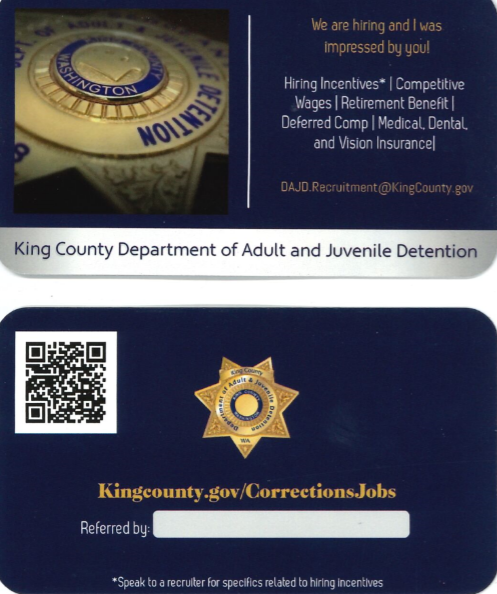 We are hiring and I was
impressed by you!
Hiring Incentives* | Competitive
Wages | Retirement Benefit |
Deferred Comp | Medical, Dental,
and Vision Insurance|
DAJD.Recruitment@KingCounty.gov
& JUVENILE DETENTION
WASHINGTON
King County Department of Adult and Juvenile Detention
King County
Department of Adult & Juvenile Detention
WA
Kingcounty.gov/CorrectionsJobs
Referred by:
*Speak to a recruiter for specifics related to hiring incentives